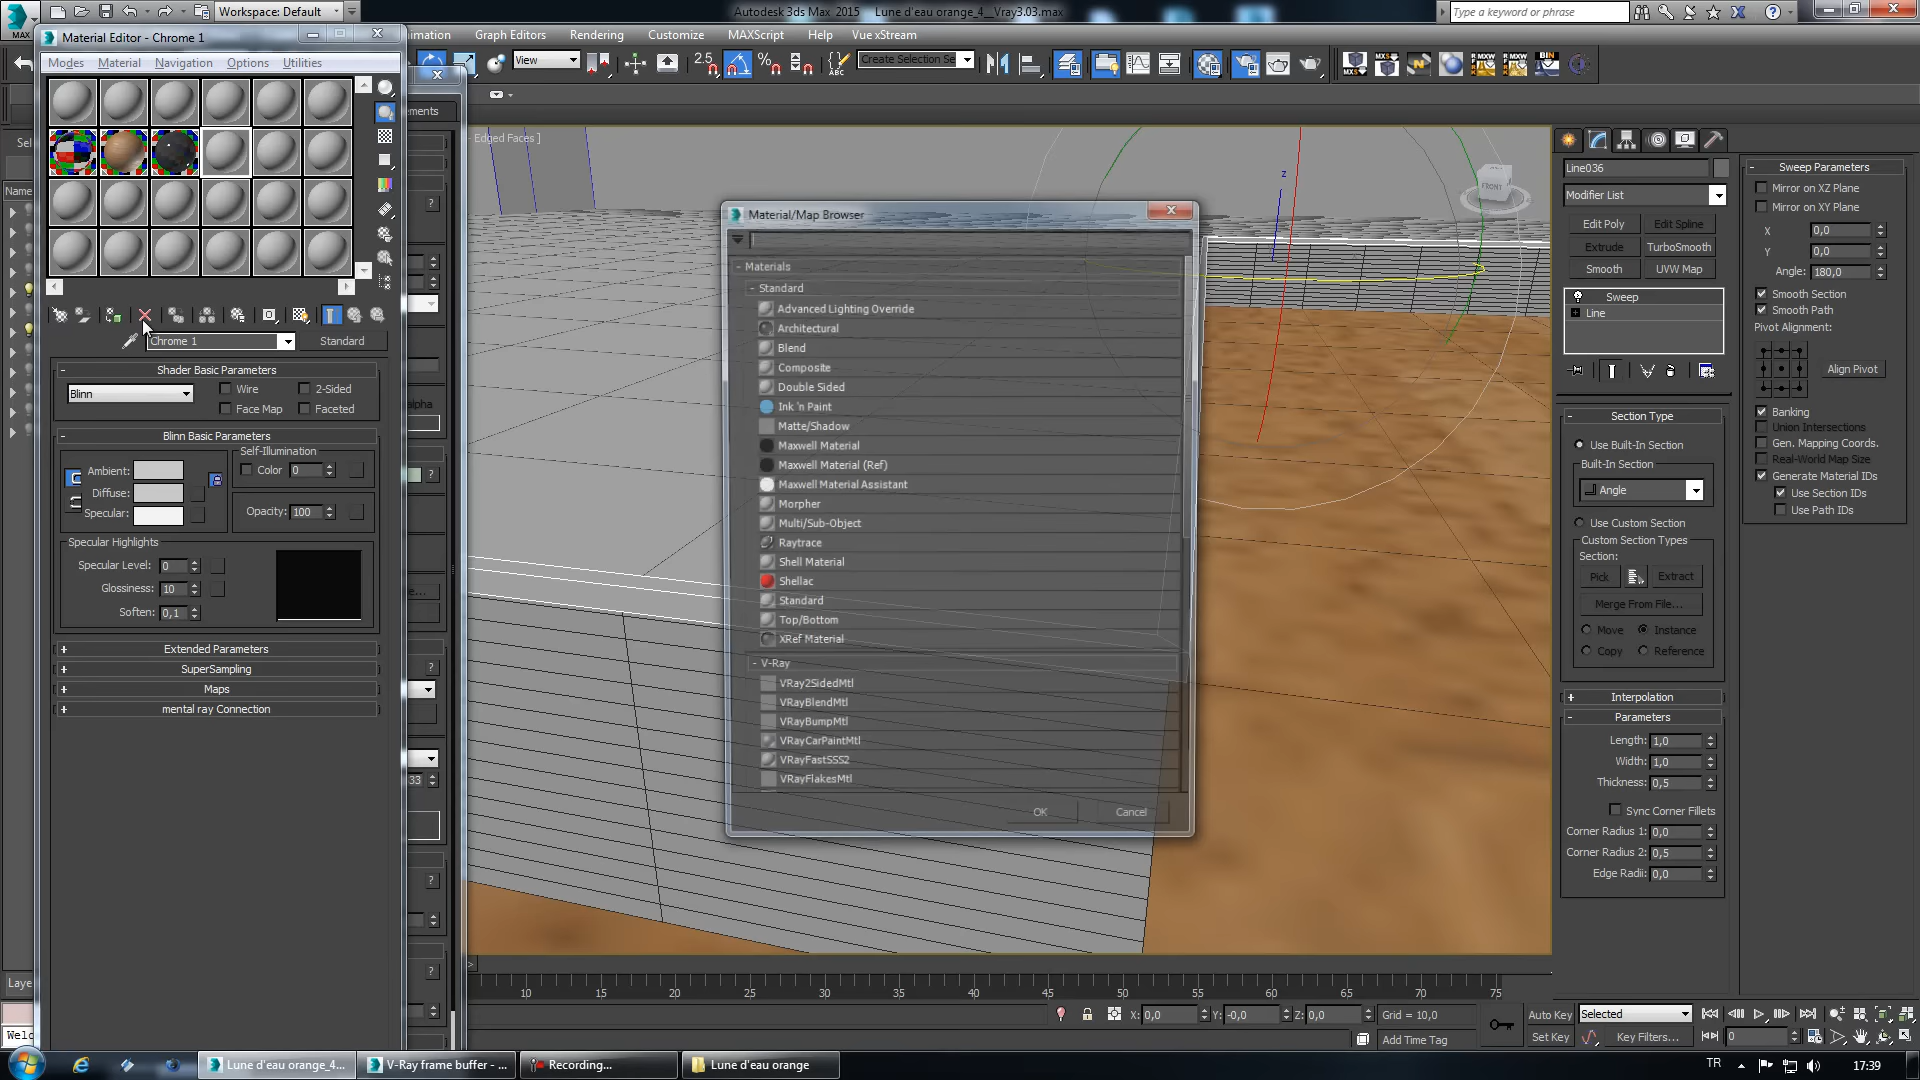 Workspace: Default
Autodesk 3ds Max 2015 Lune d'eau orange_4__Vray3.03.max
Type a keyword or phrase
MAX
Material Editor - Chrome 1
Animation Graph Editors Rendering Customize MAXScript Help Vue xStream
Modes Material Navigation Options Utilities
View
2.5
Create Selection Se
Edged Faces ]
Sel
Name
Chrome 1
Standard
Shader Basic Parameters
Blinn
Wire
2-Sided
Face Map
Faceted
Blinn Basic Parameters
Self-Illumination
Ambient:
Color 0
Diffuse:
Specular:
Opacity: 100
Specular Highlights
Specular Level: 0
Glossiness: 10
Soften: 0,1
Extended Parameters
SuperSampling
Maps
mental ray Connection
Material/Map Browser
Materials
Standard
Advanced Lighting Override
Architectural
Blend
Composite
Double Sided
Ink 'n Paint
Matte/Shadow
Maxwell Material
Maxwell Material (Ref)
Maxwell Material Assistant
Morpher
Multi/Sub-Object
Raytrace
Shell Material
Shellac
Standard
Top/Bottom
XRef Material
V-Ray
VRay2SidedMtl
VRayBlendMtl
VRayBumpMtl
VRayCarPaintMtl
VRayFastSSS2
VRayFlakesMtl
OK Cancel
z
FRONT
Line036
Modifier List
Edit Poly Edit Spline
Extrude TurboSmooth
Smooth UVW Map
Sweep
Line
Section Type
Use Built-In Section
Built-In Section
Angle
Use Custom Section
Custom Section Types
Section:
Pick Extract
Merge From File...
Move Instance
Copy Reference
Interpolation
Parameters
Length: 1,0
Width: 1,0
Thickness: 0,5
Sync Corner Fillets
Corner Radius 1: 0,0
Corner Radius 2: 0,5
Edge Radii: 0,0
Sweep Parameters
Mirror on XZ Plane
Mirror on XY Plane
X 0,0
Y 0,0
Angle: 180,0
Smooth Section
Smooth Path
Pivot Alignment:
Align Pivot
Banking
Union Intersections
Gen. Mapping Coords.
Real-World Map Size
Generate Material IDs
Use Section IDs
Use Path IDs
Laye
Welc
10 15 20 25 30 35 40 45 50 55 60 65 70 75
X: 0,0 Y: -0,0 Z: 0,0 Grid = 10,0
Add Time Tag
Auto Key Selected
Set Key Key Filters...
0
Lune d'eau orange_4... V-Ray frame buffer - ... Recording... Lune d'eau orange
TR 17:39